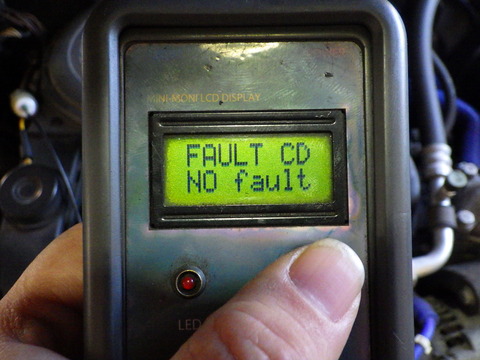 MINI-MONI LCD DISPLAY
FAULT CD
NO fault
LED